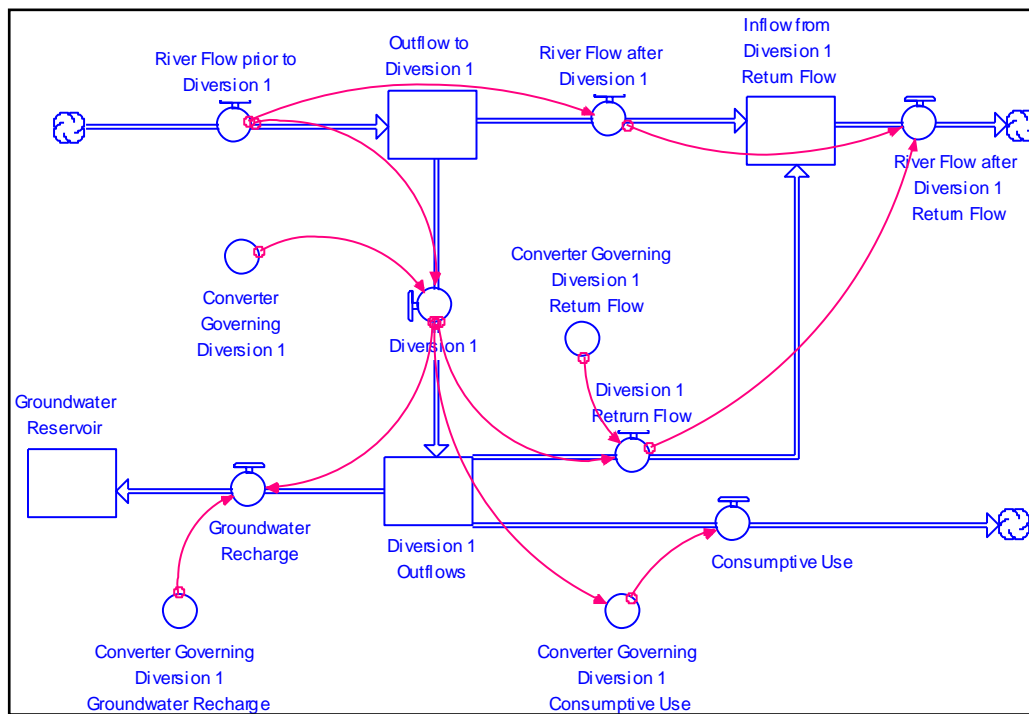 River Flow prior to
Diversion 1
Outflow to
Diversion 1
River Flow after
Diversion 1
Inflow from
Diversion 1
Return Flow
River Flow after
Diversion 1
Return Flow
Converter
Governing
Diversion 1
Diversion 1
Converter Governing
Diversion 1
Return Flow
Diversion 1
Retrurn Flow
Groundwater
Reservoir
Groundwater
Recharge
Diversion 1
Outflows
Consumptive Use
Converter Governing
Diversion 1
Groundwater Recharge
Converter Governing
Diversion 1
Consumptive Use